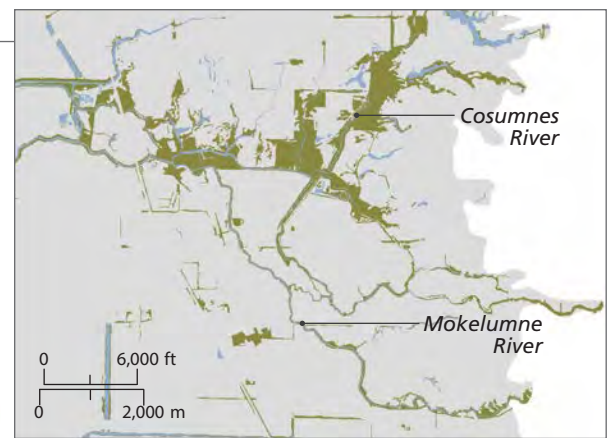 Cosumnes
River
Mokelumne
River
0 6,000 ft
0 2,000 m